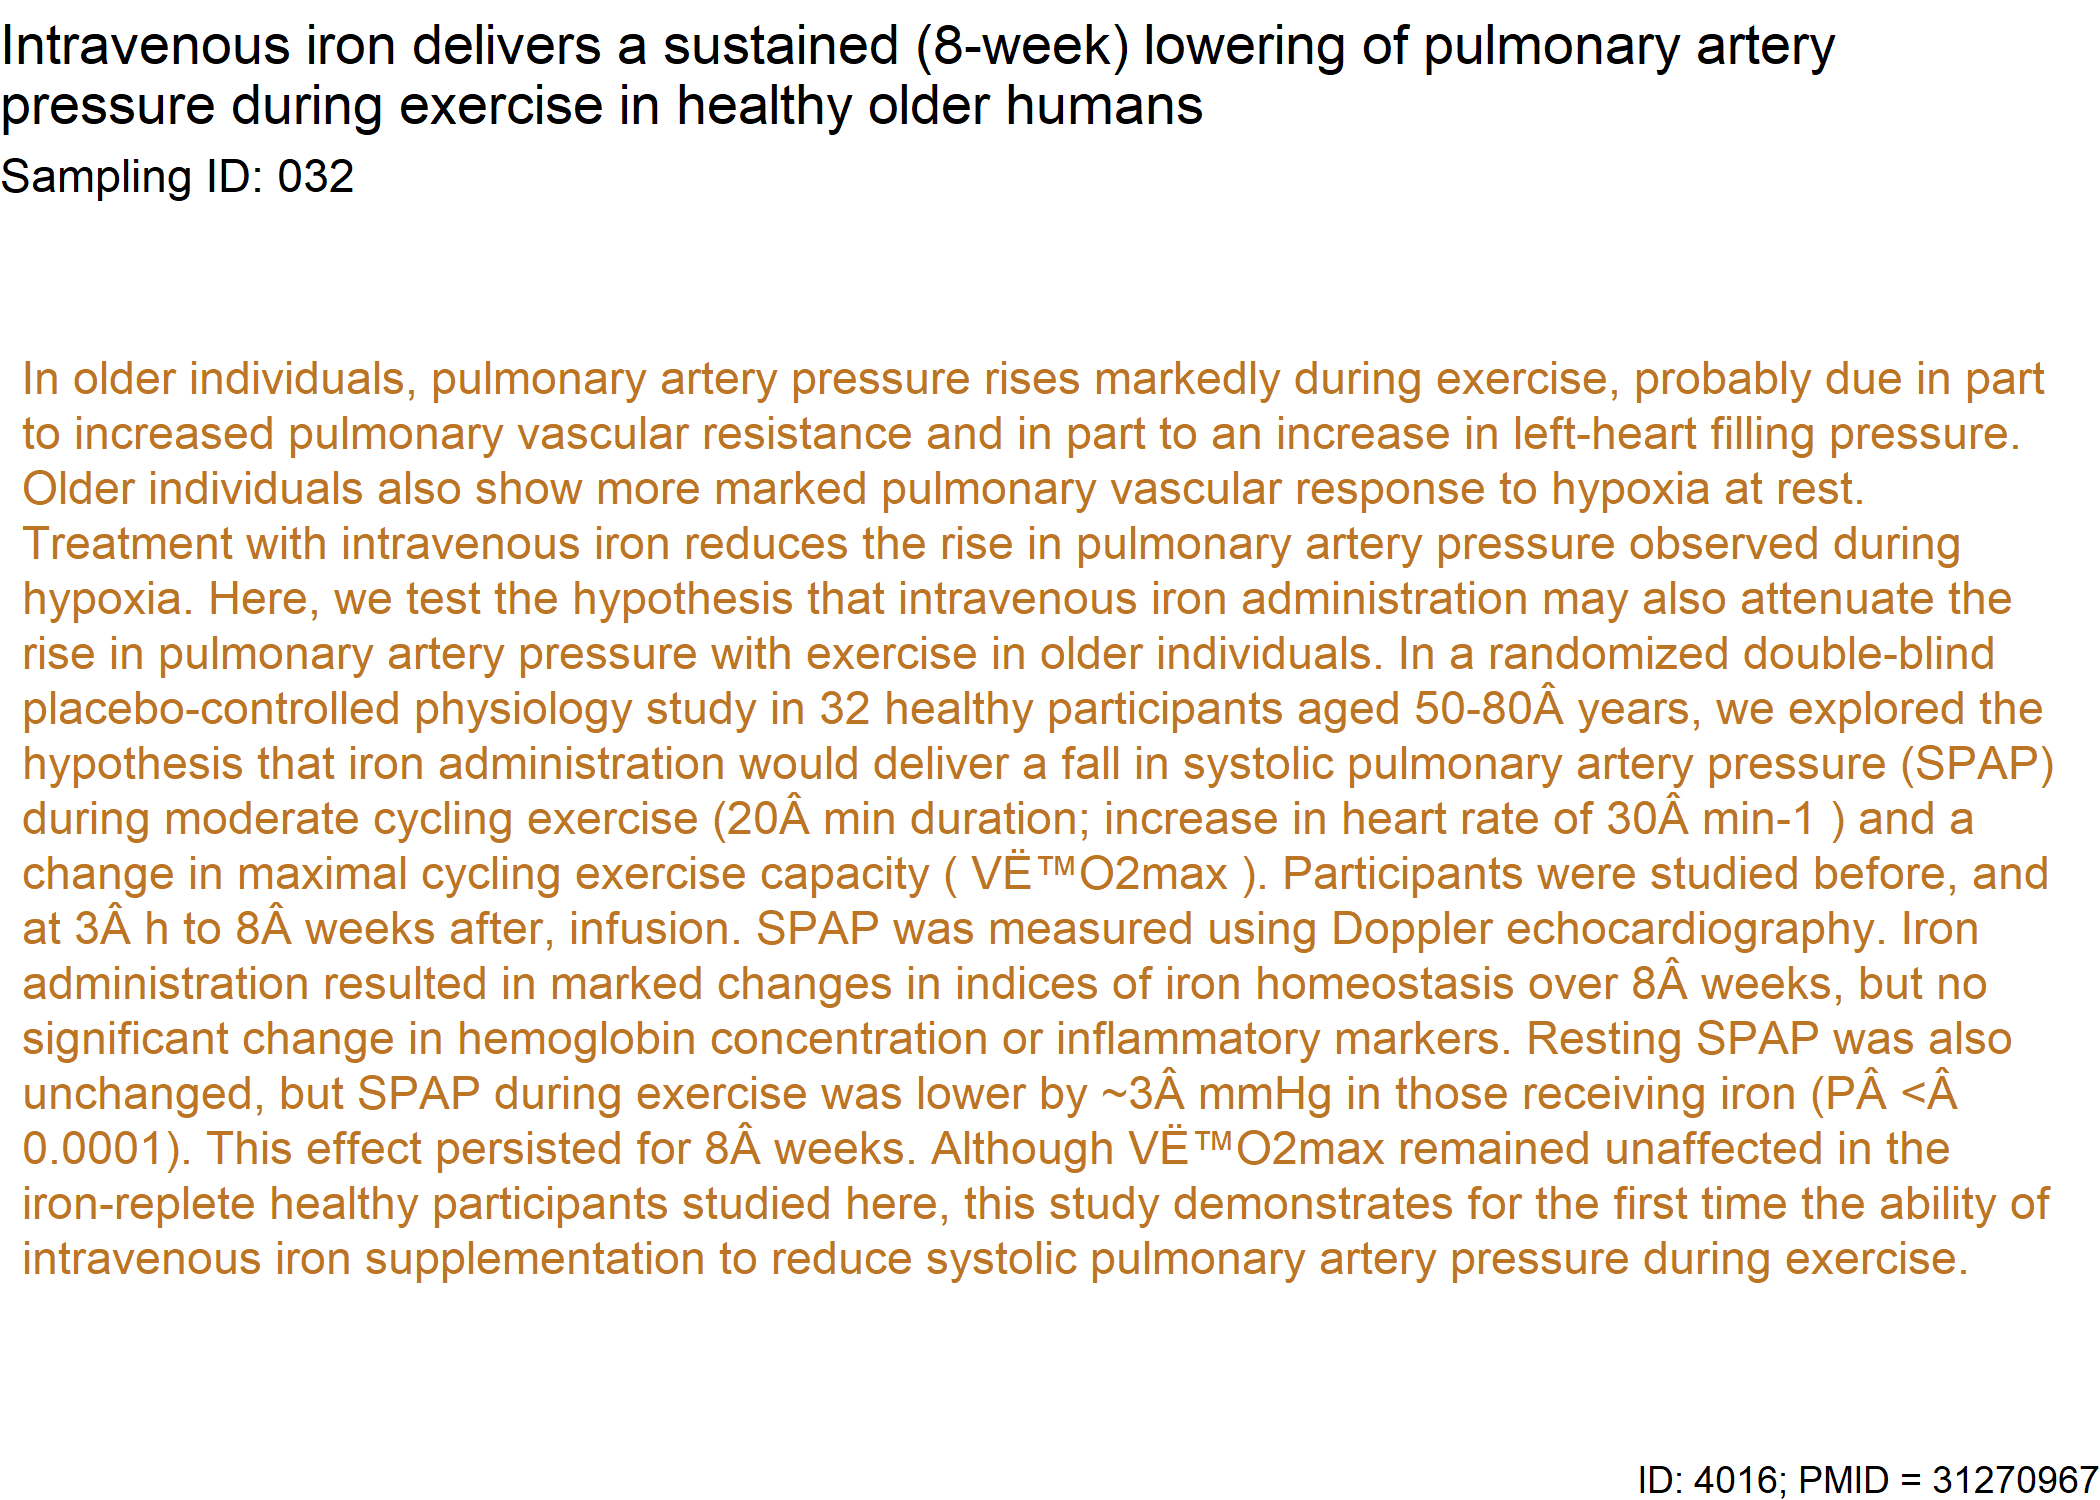 Intravenous iron delivers a sustained (8-week) lowering of pulmonary artery
pressure during exercise in healthy older humans
Sampling ID: 032
In older individuals, pulmonary artery pressure rises markedly during exercise, probably due in part
to increased pulmonary vascular resistance and in part to an increase in left-heart filling pressure.
Older individuals also show more marked pulmonary vascular response to hypoxia at rest.
Treatment with intravenous iron reduces the rise in pulmonary artery pressure observed during
hypoxia. Here, we test the hypothesis that intravenous iron administration may also attenuate the
rise in pulmonary artery pressure with exercise in older individuals. In a randomized double-blind
placebo-controlled physiology study in 32 healthy participants aged 50-80Â years, we explored the
hypothesis that iron administration would deliver a fall in systolic pulmonary artery pressure (SPAP)
during moderate cycling exercise (20Â min duration; increase in heart rate of 30Â min-1 ) and a
change in maximal cycling exercise capacity ( VË™O2max ). Participants were studied before, and
at 3Â h to 8Â weeks after, infusion. SPAP was measured using Doppler echocardiography. Iron
administration resulted in marked changes in indices of iron homeostasis over 8Â weeks, but no
significant change in hemoglobin concentration or inflammatory markers. Resting SPAP was also
unchanged, but SPAP during exercise was lower by ~3Â mmHg in those receiving iron (PÂ <Â
0.0001). This effect persisted for 8Â weeks. Although VË™O2max remained unaffected in the
iron-replete healthy participants studied here, this study demonstrates for the first time the ability of
intravenous iron supplementation to reduce systolic pulmonary artery pressure during exercise.
ID: 4016; PMID = 31270967